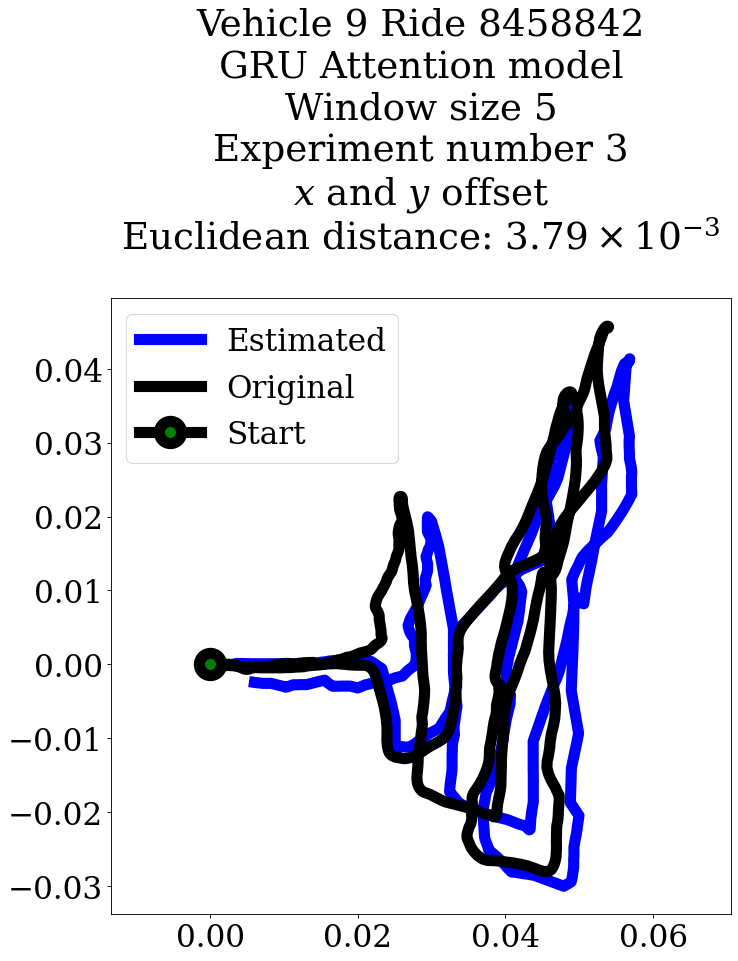 Vehicle 9 Ride 8458842
GRU Attention model
Window size 5
Experiment number 3
x and y offset
Euclidean distance: 3.79 × 10⁻³
Estimated
Original
Start
0.04
0.03
0.02
0.01
0.00
−0.01
−0.02
−0.03
0.00 0.02 0.04 0.06